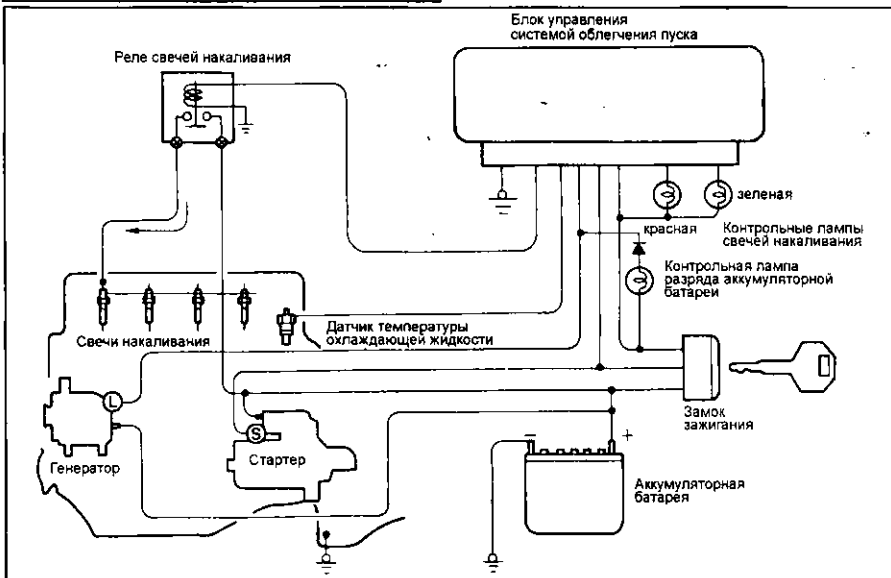 Блок управления
системой облегчения пуска
Реле свечей накаливания
зеленая
красная
Контрольные лампы
свечей накаливания
Контрольная лампа
разряда аккумуляторной
батареи
Датчик температуры
охлаждающей жидкости
Свечи накаливания
L
Замок
зажигания
S
Стартер
Генератор
− +
Аккумуляторная
батарея